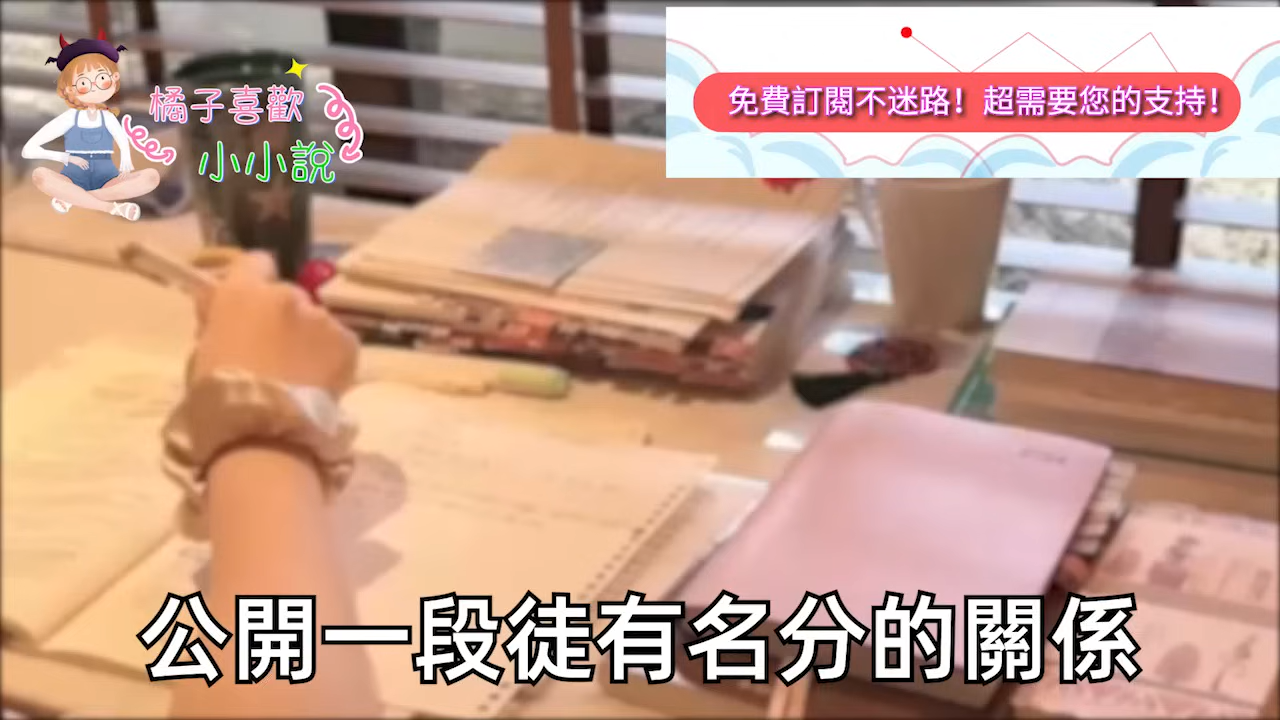 橘子喜歡
小小說
免費訂閱不迷路！超需要您的支持！
公開一段徒有名分的關係